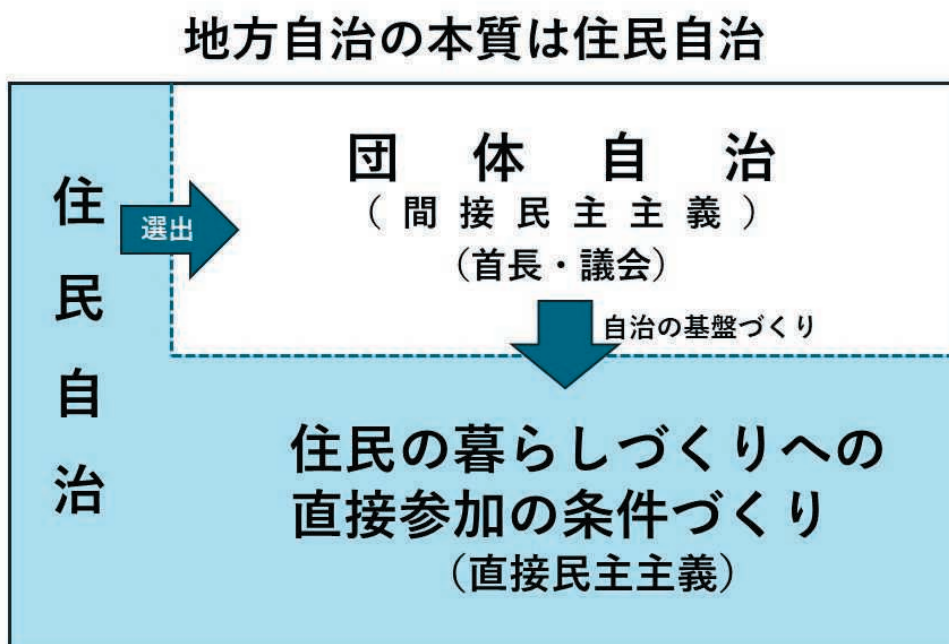 地方自治の本質は住民自治
住民自治
選出
団体自治
（間接民主主義）
（首長・議会）
自治の基盤づくり
住民の暮らしづくりへの
直接参加の条件づくり
（直接民主主義）